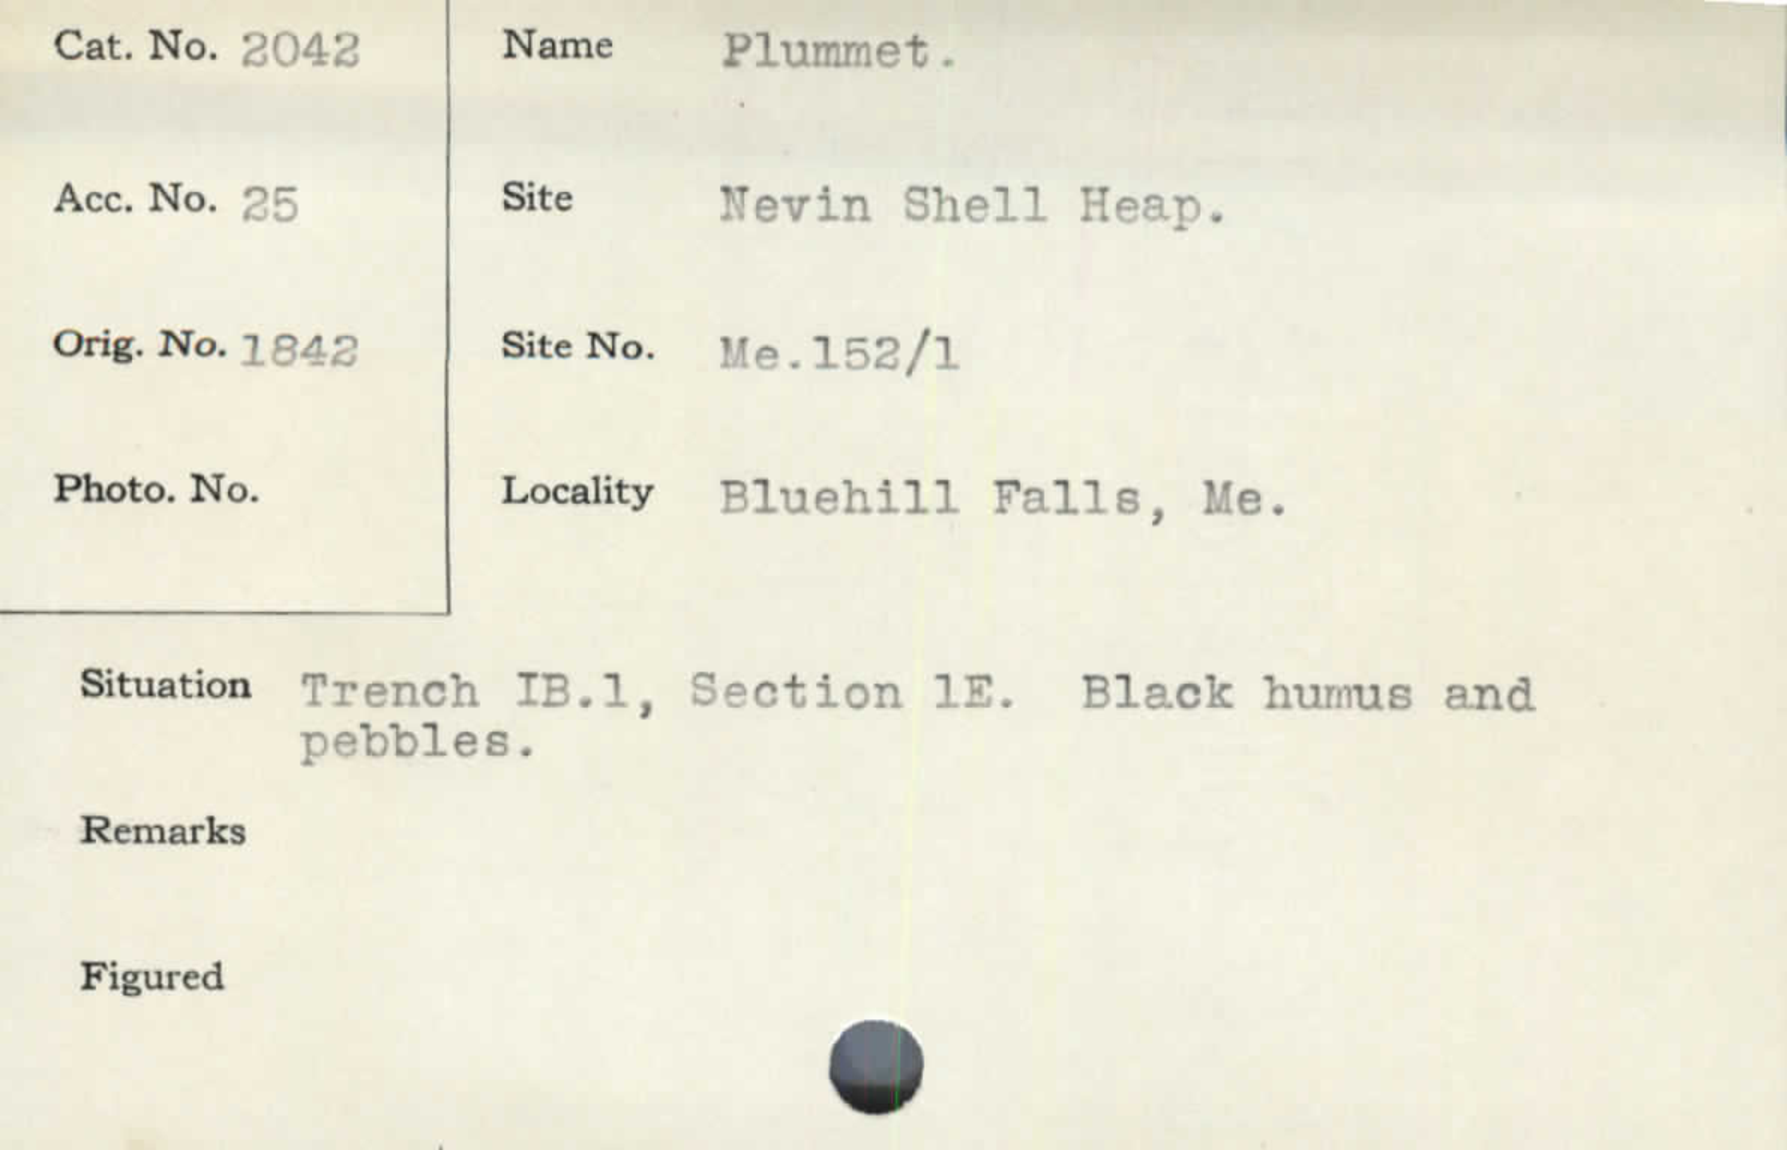 Cat. No. 2042
Name Plummet.
Acc. No. 25
Site Nevin Shell Heap.
Orig. No. 1842
Site No. Me.152/1
Photo. No.
Locality Bluehill Falls, Me.
Situation Trench IB.1, Section 1E. Black humus and
pebbles.
Remarks
Figured